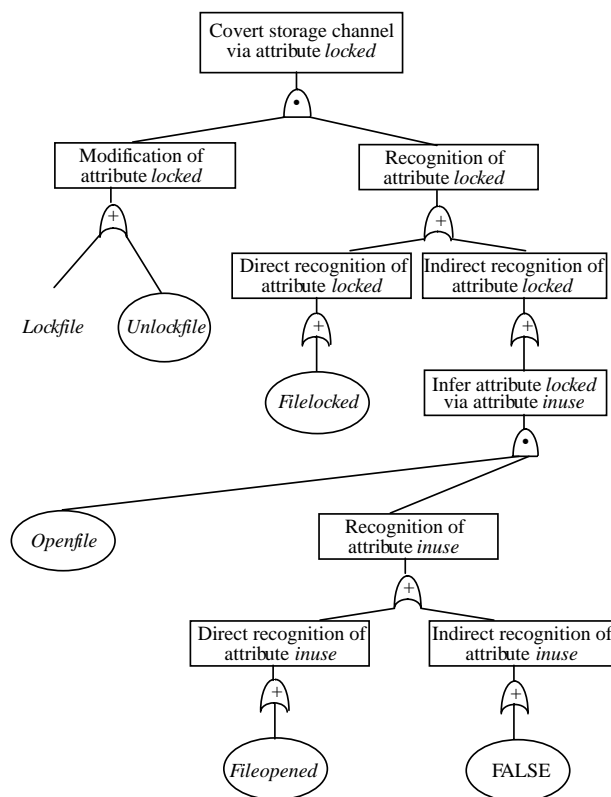 Covert storage channel
via attribute locked
•
Modification of
attribute locked
Recognition of
attribute locked
+
+
Direct recognition of
attribute locked
Indirect recognition of
attribute locked
Lockfile
Unlockfile
+
+
Filelocked
Infer attribute locked
via attribute inuse
•
Openfile
Recognition of
attribute inuse
+
Direct recognition of
attribute inuse
Indirect recognition of
attribute inuse
+
+
Fileopened
FALSE